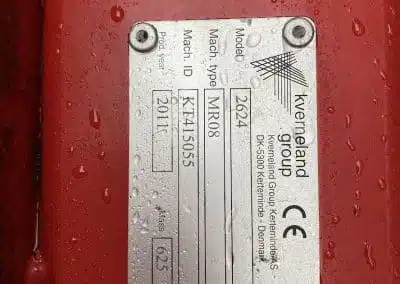 kverneland
group
Kverneland Group Kerteminde AS
DK-5300 Kerteminde - Denmark
CE
Model 2624
Mach. type MR08
Mach. ID KT415055
Prod. year 2011
Mass 625